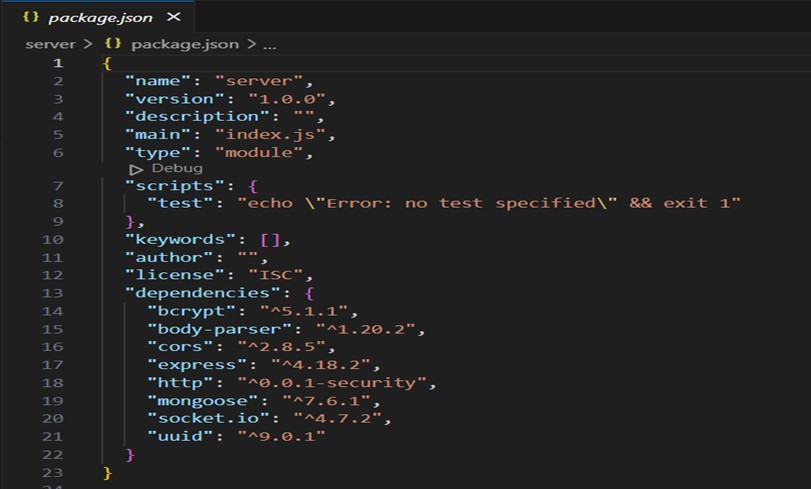 {} package.json ×
server > {} package.json > ...
1 {
2 "name": "server",
3 "version": "1.0.0",
4 "description": "",
5 "main": "index.js",
6 "type": "module",
Debug
7 "scripts": {
8 "test": "echo \"Error: no test specified\" && exit 1"
9 },
10 "keywords": [],
11 "author": "",
12 "license": "ISC",
13 "dependencies": {
14 "bcrypt": "^5.1.1",
15 "body-parser": "^1.20.2",
16 "cors": "^2.8.5",
17 "express": "^4.18.2",
18 "http": "^0.0.1-security",
19 "mongoose": "^7.6.1",
20 "socket.io": "^4.7.2",
21 "uuid": "^9.0.1"
22 }
23 }